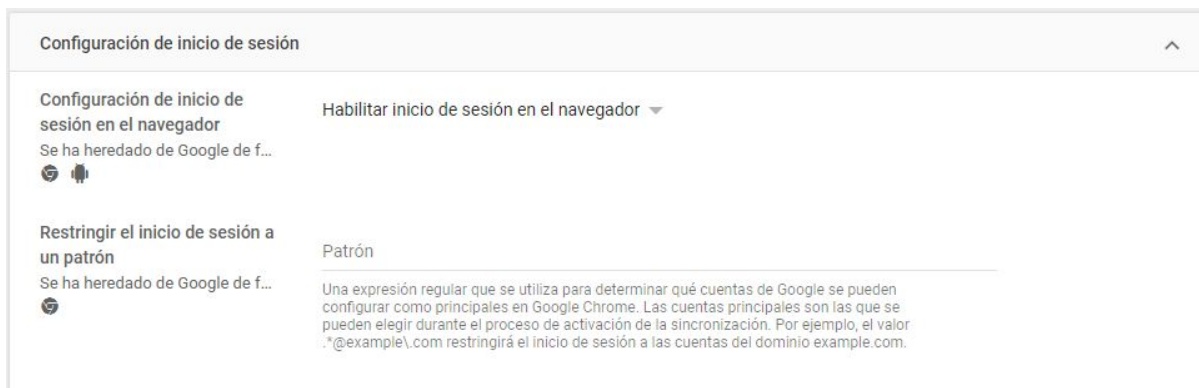 Configuración de inicio de sesión
Configuración de inicio de
sesión en el navegador
Se ha heredado de Google de f...
Habilitar inicio de sesión en el navegador
Restringir el inicio de sesión a
un patrón
Se ha heredado de Google de f...
Patrón
Una expresión regular que se utiliza para determinar qué cuentas de Google se pueden
configurar como principales en Google Chrome. Las cuentas principales son las que se
pueden elegir durante el proceso de activación de la sincronización. Por ejemplo, el valor
.*@example\.com restringirá el inicio de sesión a las cuentas del dominio example.com.